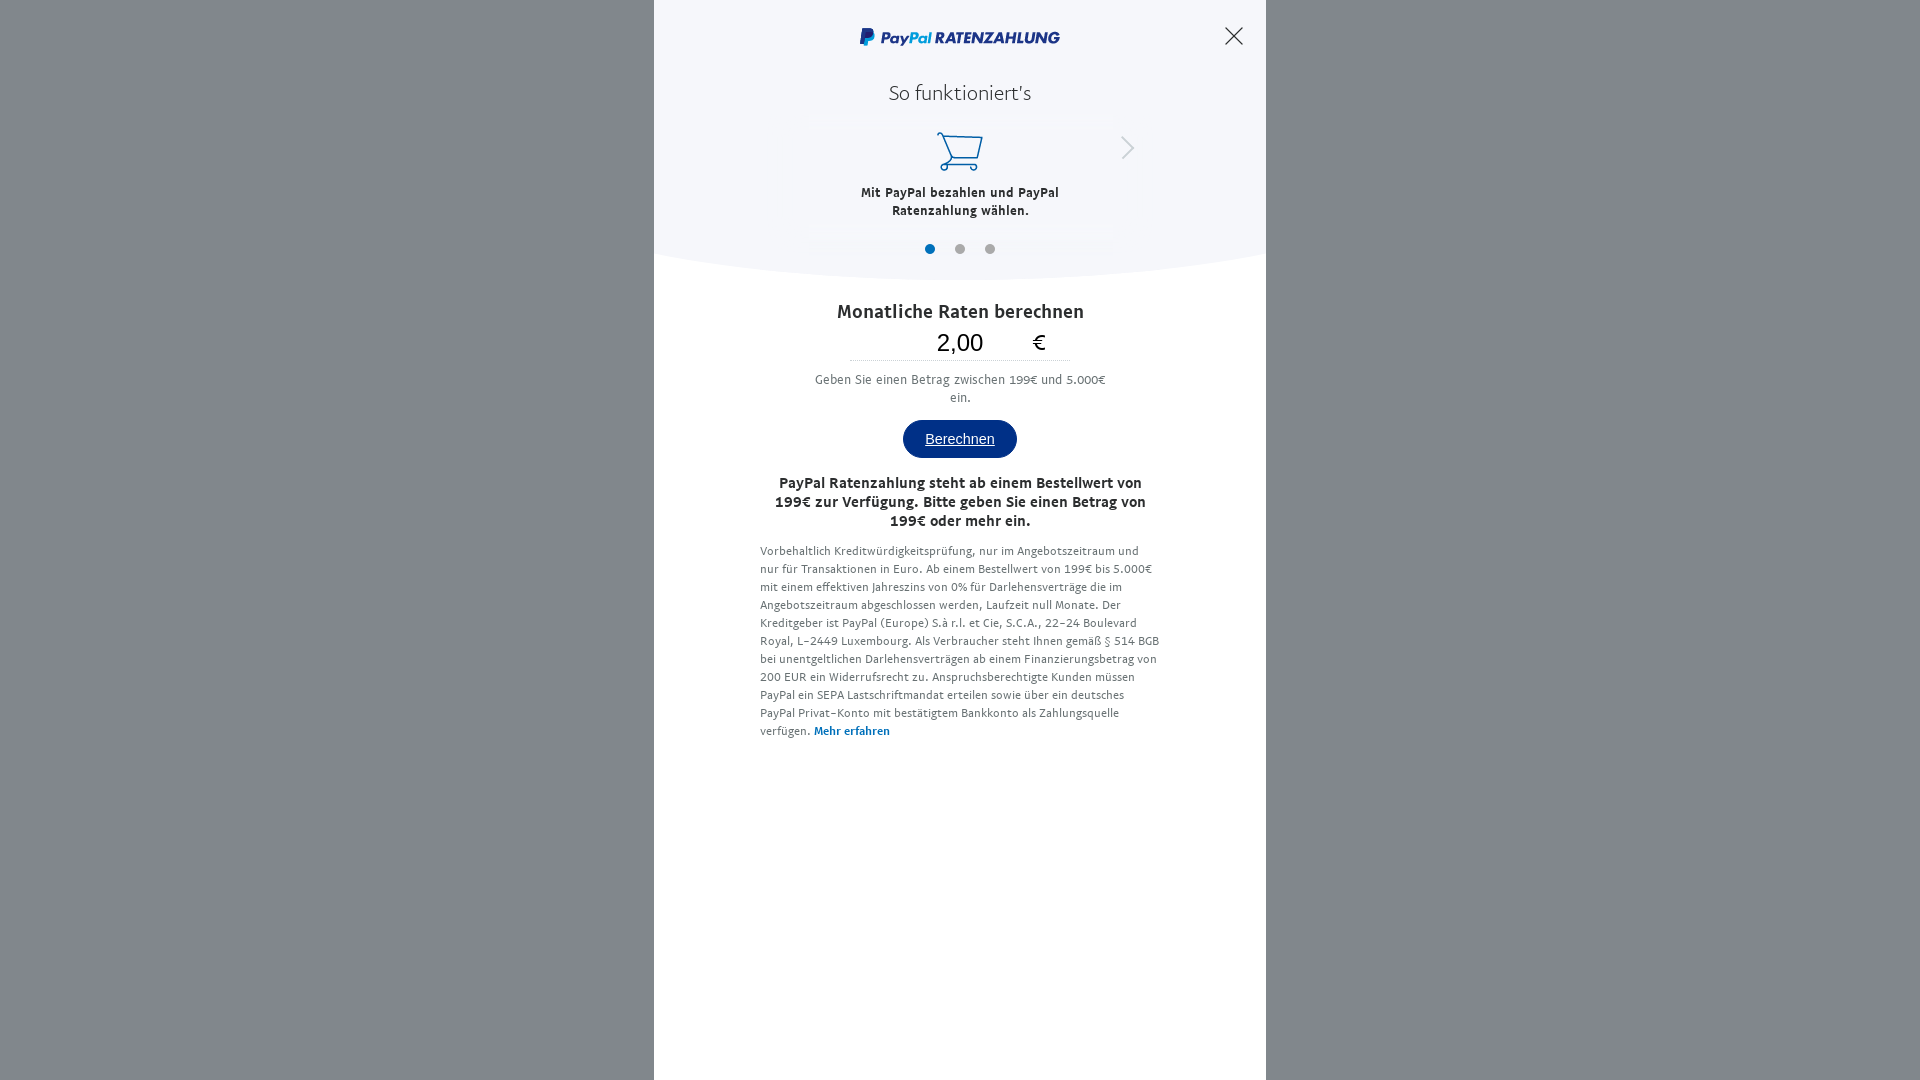 PayPal RATENZAHLUNG
So funktioniert's
Mit PayPal bezahlen und PayPal
Ratenzahlung wählen.
Monatliche Raten berechnen
2,00 €
Geben Sie einen Betrag zwischen 199€ und 5.000€
ein.
Berechnen
PayPal Ratenzahlung steht ab einem Bestellwert von
199€ zur Verfügung. Bitte geben Sie einen Betrag von
199€ oder mehr ein.
Vorbehaltlich Kreditwürdigkeitsprüfung, nur im Angebotszeitraum und
nur für Transaktionen in Euro. Ab einem Bestellwert von 199€ bis 5.000€
mit einem effektiven Jahreszins von 0% für Darlehensverträge die im
Angebotszeitraum abgeschlossen werden, Laufzeit null Monate. Der
Kreditgeber ist PayPal (Europe) S.à r.l. et Cie, S.C.A., 22-24 Boulevard
Royal, L-2449 Luxembourg. Als Verbraucher steht Ihnen gemäß § 514 BGB
bei unentgeltlichen Darlehensverträgen ab einem Finanzierungsbetrag von
200 EUR ein Widerrufsrecht zu. Anspruchsberechtigte Kunden müssen
PayPal ein SEPA Lastschriftmandat erteilen sowie über ein deutsches
PayPal Privat-Konto mit bestätigtem Bankkonto als Zahlungsquelle
verfügen. Mehr erfahren